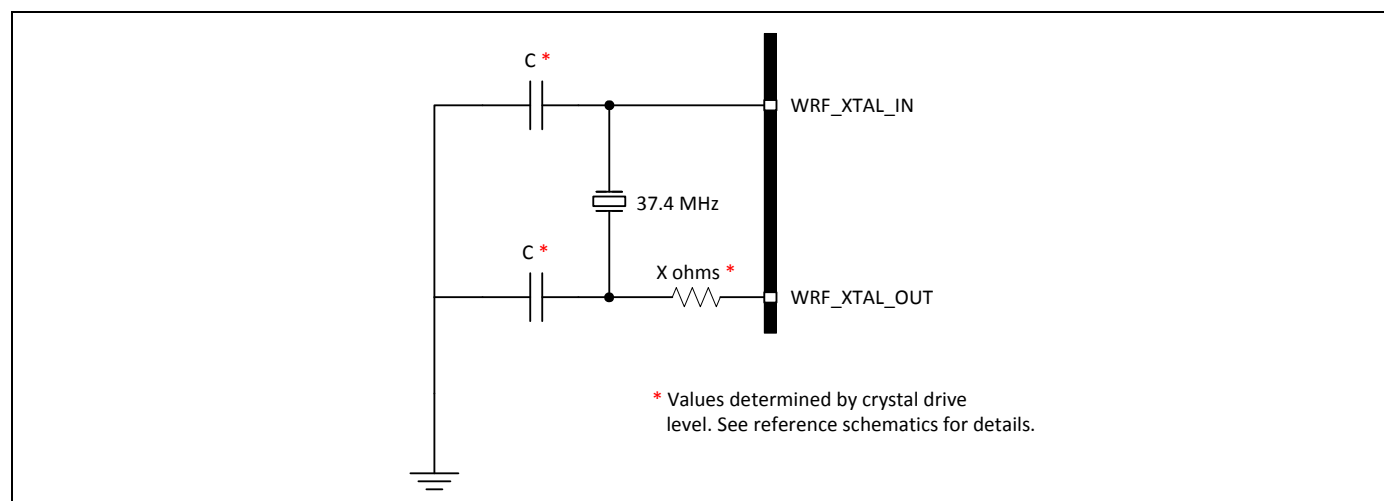 C *
WRF_XTAL_IN
37.4 MHz
C *
X ohms *
WRF_XTAL_OUT
* Values determined by crystal drive
level. See reference schematics for details.